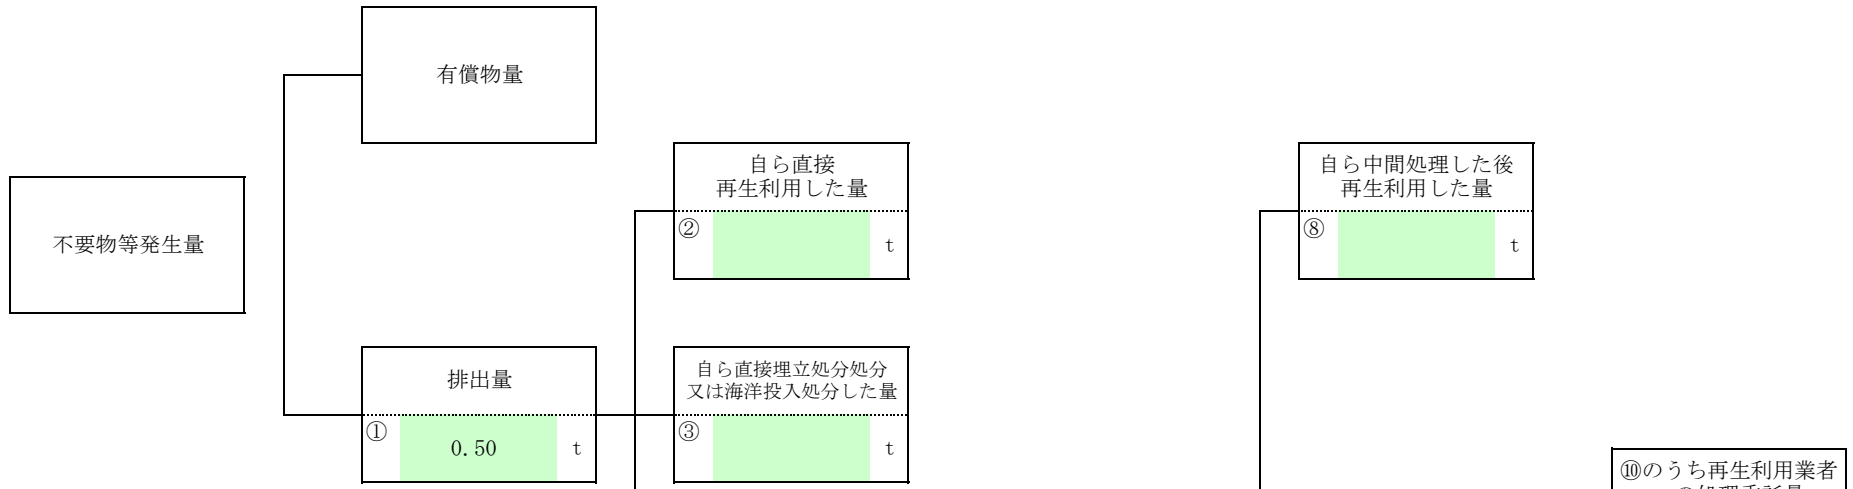 有償物量
自ら直接
再生利用した量
②
t
自ら中間処理した後
再生利用した量
⑧
t
不要物等発生量
排出量
①
0.50
t
自ら直接埋立処分処分
又は海洋投入処分した量
③
t
⑩のうち再生利用業者